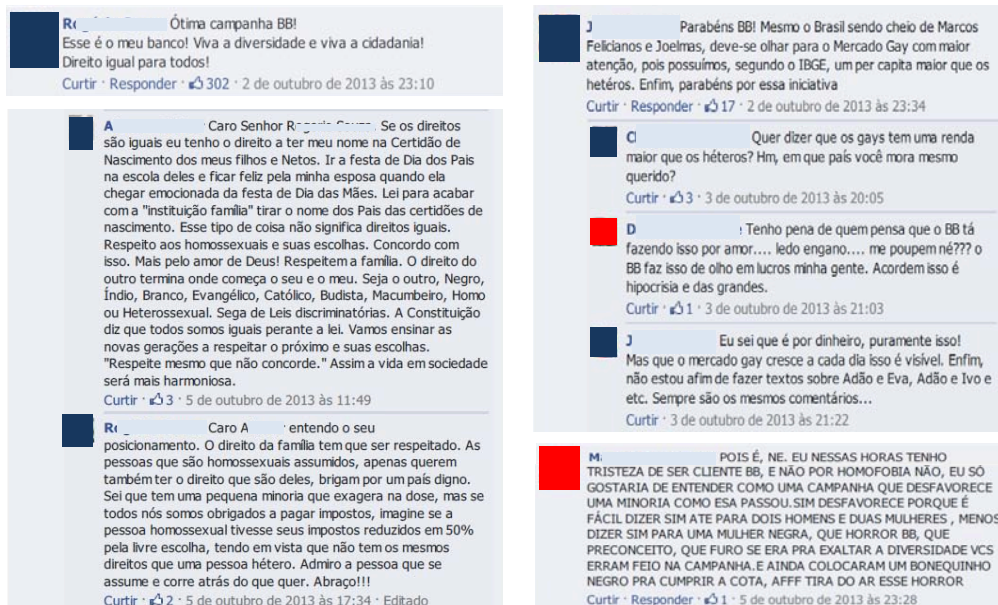 Ótima campanha BB!
Esse é o meu banco! Viva a diversidade e viva a cidadania!
Direito igual para todos!
Curtir · Responder · 302 · 2 de outubro de 2013 às 23:10
A Caro Senhor Se os direitos
são iguais eu tenho o direito a ter meu nome na Certidão de
Nascimento dos meus filhos e Netos. Ir a festa de Dia dos Pais
na escola deles e ficar feliz pela minha esposa quando ela
chegar emocionada da festa de Dia das Mães. Lei para acabar
com a "instituição família" tirar o nome dos Pais das certidões de
nascimento. Esse tipo de coisa não significa direitos iguais.
Respeito aos homossexuais e suas escolhas. Concordo com
isso. Mais pelo amor de Deus! Respeitem a família. O direito do
outro termina onde começa o seu e o meu. Seja o outro, Negro,
Índio, Branco, Evangélico, Católico, Budista, Macumbeiro, Homo
ou Heterossexual. Sega de Leis discriminatórias. A Constituição
diz que todos somos iguais perante a lei. Vamos ensinar as
novas gerações a respeitar o próximo e suas escolhas.
"Respeite mesmo que não concorde." Assim a vida em sociedade
será mais harmoniosa.
Curtir · 3 · 5 de outubro de 2013 às 11:49
Caro A entendo o seu
posicionamento. O direito da família tem que ser respeitado. As
pessoas que são homossexuais assumidos, apenas querem
também ter o direito que são deles, brigam por um país digno.
Sei que tem uma pequena minoria que exagera na dose, mas se
todos nós somos obrigados a pagar impostos, imagine se a
pessoa homossexual tivesse seus impostos reduzidos em 50%
pela livre escolha, tendo em vista que não tem os mesmos
direitos que uma pessoa hétero. Admiro a pessoa que se
assume e corre atrás do que quer. Abraço!!!
Curtir · 2 · 5 de outubro de 2013 às 17:34 · Editado
J Parabéns BB! Mesmo o Brasil sendo cheio de Marcos
Felicianos e Joelmas, deve-se olhar para o Mercado Gay com maior
atenção, pois possuímos, segundo o IBGE, um per capita maior que os
hetéros. Enfim, parabéns por essa iniciativa
Curtir · Responder · 17 · 2 de outubro de 2013 às 23:34
Quer dizer que os gays tem uma renda
maior que os héteros? Hm, em que país você mora mesmo
querido?
Curtir · 3 · 3 de outubro de 2013 às 20:05
D Tenho pena de quem pensa que o BB tá
fazendo isso por amor.... ledo engano.... me poupem né??? o
BB faz isso de olho em lucros minha gente. Acordem isso é
hipocrisia e das grandes.
Curtir · 1 · 3 de outubro de 2013 às 21:03
J Eu sei que é por dinheiro, puramente isso!
Mas que o mercado gay cresce a cada dia isso é visível. Enfim,
não estou afim de fazer textos sobre Adão e Eva, Adão e Ivo e
etc. Sempre são os mesmos comentários...
Curtir · 3 de outubro de 2013 às 21:22
M POIS É, NE. EU NESSAS HORAS TENHO
TRISTEZA DE SER CLIENTE BB, E NÃO POR HOMOFOBIA NÃO, EU SÓ
GOSTARIA DE ENTENDER COMO UMA CAMPANHA QUE DESFAVORECE
UMA MINORIA COMO ESA PASSOU.SIM DESFAVORECE PORQUE É
FÁCIL DIZER SIM ATE PARA DOIS HOMENS E DUAS MULHERES , MENOS
DIZER SIM PARA UMA MULHER NEGRA, QUE HORROR BB, QUE
PRECONCEITO, QUE FURO SE ERA PRA EXALTAR A DIVERSIDADE VCS
ERRAM FEIO NA CAMPANHA.E AINDA COLOCARAM UM BONEQUINHO
NEGRO PRA CUMPRIR A COTA, AFFF TIRA DO AR ESSE HORROR
Curtir · Responder · 1 · 5 de outubro de 2013 às 23:28